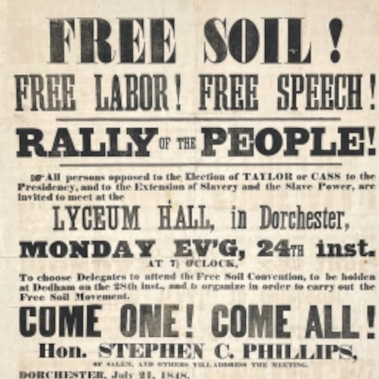 FREE SOIL!
FREE LABOR! FREE SPEECH!
RALLY OF THE PEOPLE!
☞All persons opposed to the Election of TAYLOR or CASS to the
Presidency, and to the Extension of Slavery and the Slave Power, are
invited to meet at the
LYCEUM HALL, in Dorchester,
MONDAY EV'G, 24TH inst.
AT 7½ O'CLOCK,
To choose Delegates to attend the Free Soil Convention, to be holden
at Dedham on the 28th inst., and to organize in order to carry out the
Free Soil Movement.
COME ONE! COME ALL!
Hon. STEPHEN C. PHILLIPS,
OF SALEM, AND OTHERS WILL ADDRESS THE MEETING.
DORCHESTER, July 21, 1848.